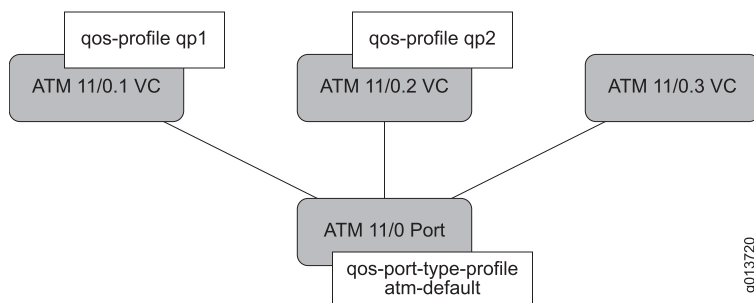 qos-profile qp1
qos-profile qp2
ATM 11/0.1 VC
ATM 11/0.2 VC
ATM 11/0.3 VC
ATM 11/0 Port
qos-port-type-profile
atm-default
g013720